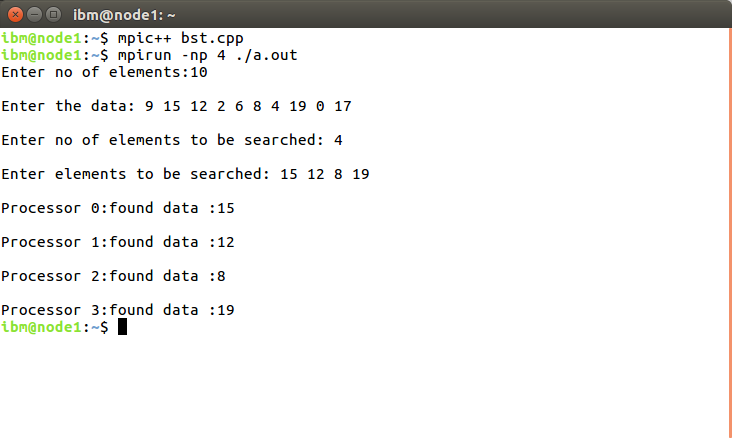 ibm@node1: ~
ibm@node1:~$ mpic++ bst.cpp
ibm@node1:~$ mpirun -np 4 ./a.out
Enter no of elements:10
Enter the data: 9 15 12 2 6 8 4 19 0 17
Enter no of elements to be searched: 4
Enter elements to be searched: 15 12 8 19
Processor 0:found data :15
Processor 1:found data :12
Processor 2:found data :8
Processor 3:found data :19
ibm@node1:~$